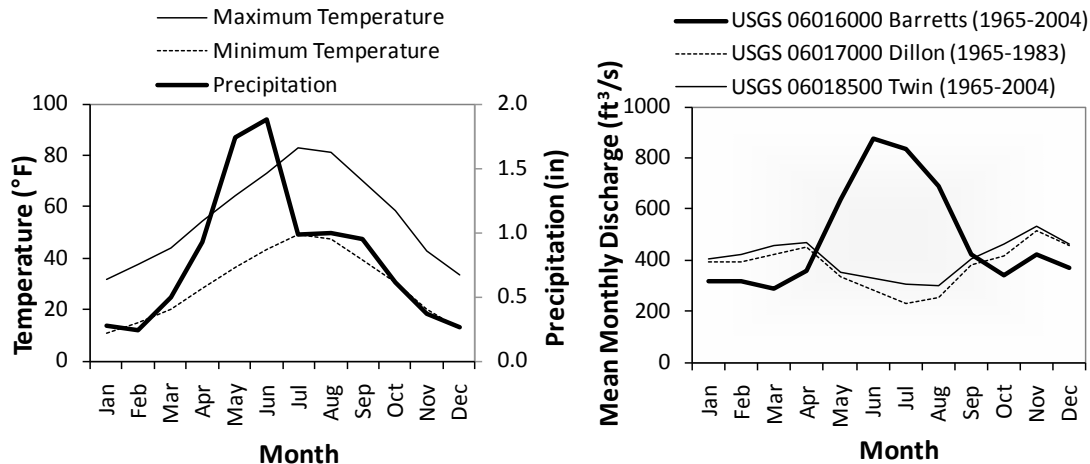 Maximum Temperature
Minimum Temperature
Precipitation
100
80
60
40
20
0
2.0
1.5
1.0
0.5
0.0
Temperature (°F)
Precipitation (in)
Jan
Feb
Mar
Apr
May
Jun
Jul
Aug
Sep
Oct
Nov
Dec
Month
USGS 06016000 Barretts (1965-2004)
USGS 06017000 Dillon (1965-1983)
USGS 06018500 Twin (1965-2004)
1000
800
600
400
200
0
Mean Monthly Discharge (ft³/s)
Jan
Feb
Mar
Apr
May
Jun
Jul
Aug
Sep
Oct
Nov
Dec
Month